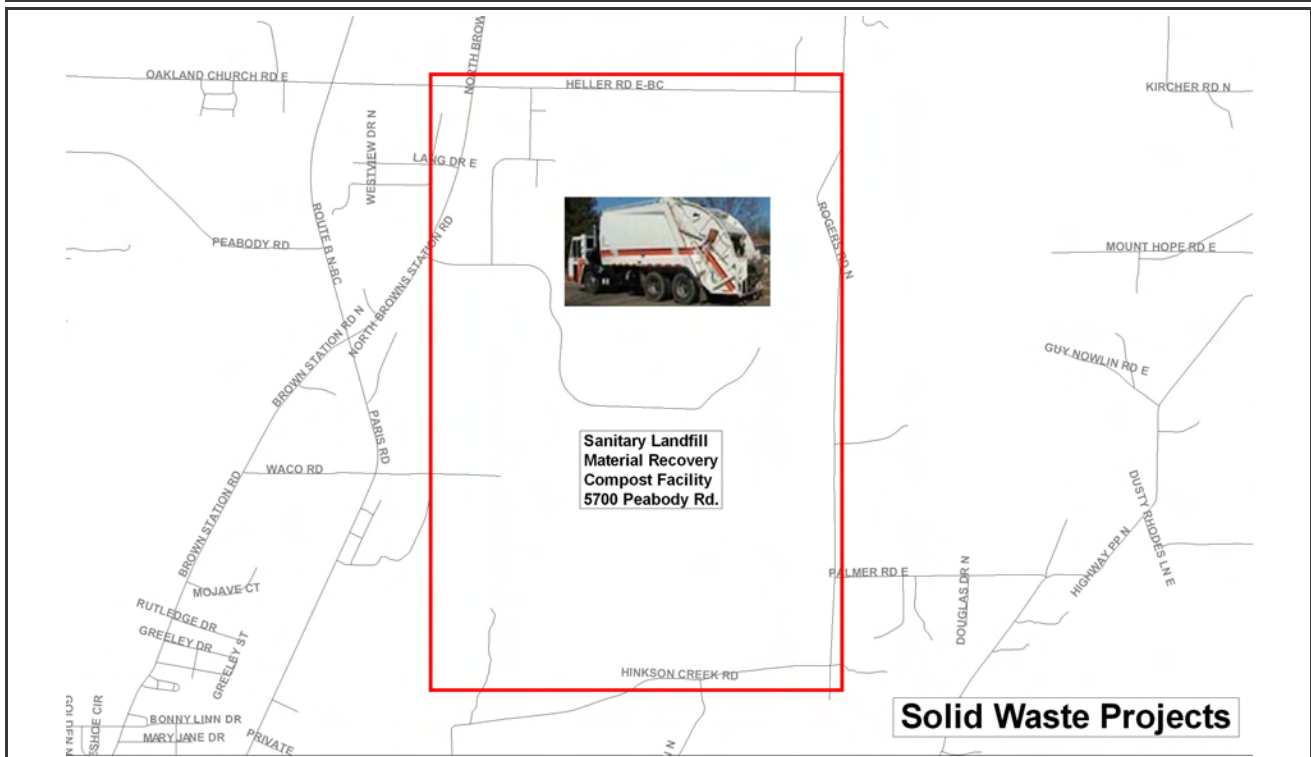 NORTH BROW
OAKLAND CHURCH RD E
HELLER RD E-BC
KIRCHER RD N
WESTVIEW DR N
LANG DR E
ROUTE B N-BC
PEABODY RD
NORTH BROWNS STATION RD
ROGERS RD N
MOUNT HOPE RD E
BROWN STATION RD N
GUY NOWLIN RD E
PARIS RD
Sanitary Landfill
Material Recovery
Compost Facility
5700 Peabody Rd.
WACO RD
BROWN STATION RD
DUSTY RHODES LN E
HIGHWAY PP N
PALMER RD E
DOUGLAS DR N
MOJAVE CT
RUTLEDGE DR
GREELEY DR
GREELEY ST
HINKSON CREEK RD
SHOE CIR
BONNY LINN DR
MARY JANE DR
PRIVATE
Solid Waste Projects